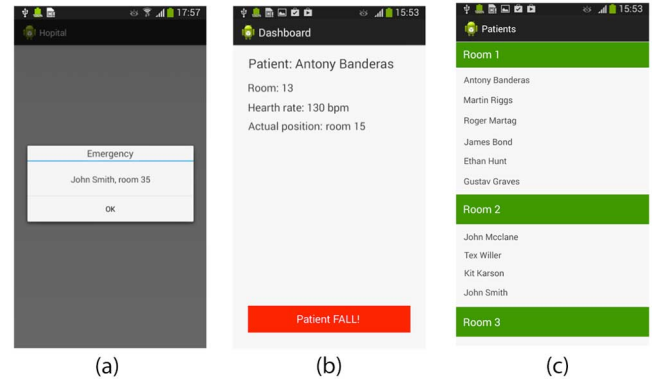 17:57
Hopital
Emergency
John Smith, room 35
OK
(a)
15:53
Dashboard
Patient: Antony Banderas
Room: 13
Hearth rate: 130 bpm
Actual position: room 15
Patient FALL!
(b)
15:53
Patients
Room 1
Antony Banderas
Martin Riggs
Roger Martag
James Bond
Ethan Hunt
Gustav Graves
Room 2
John Mcclane
Tex Willer
Kit Karson
John Smith
Room 3
(c)